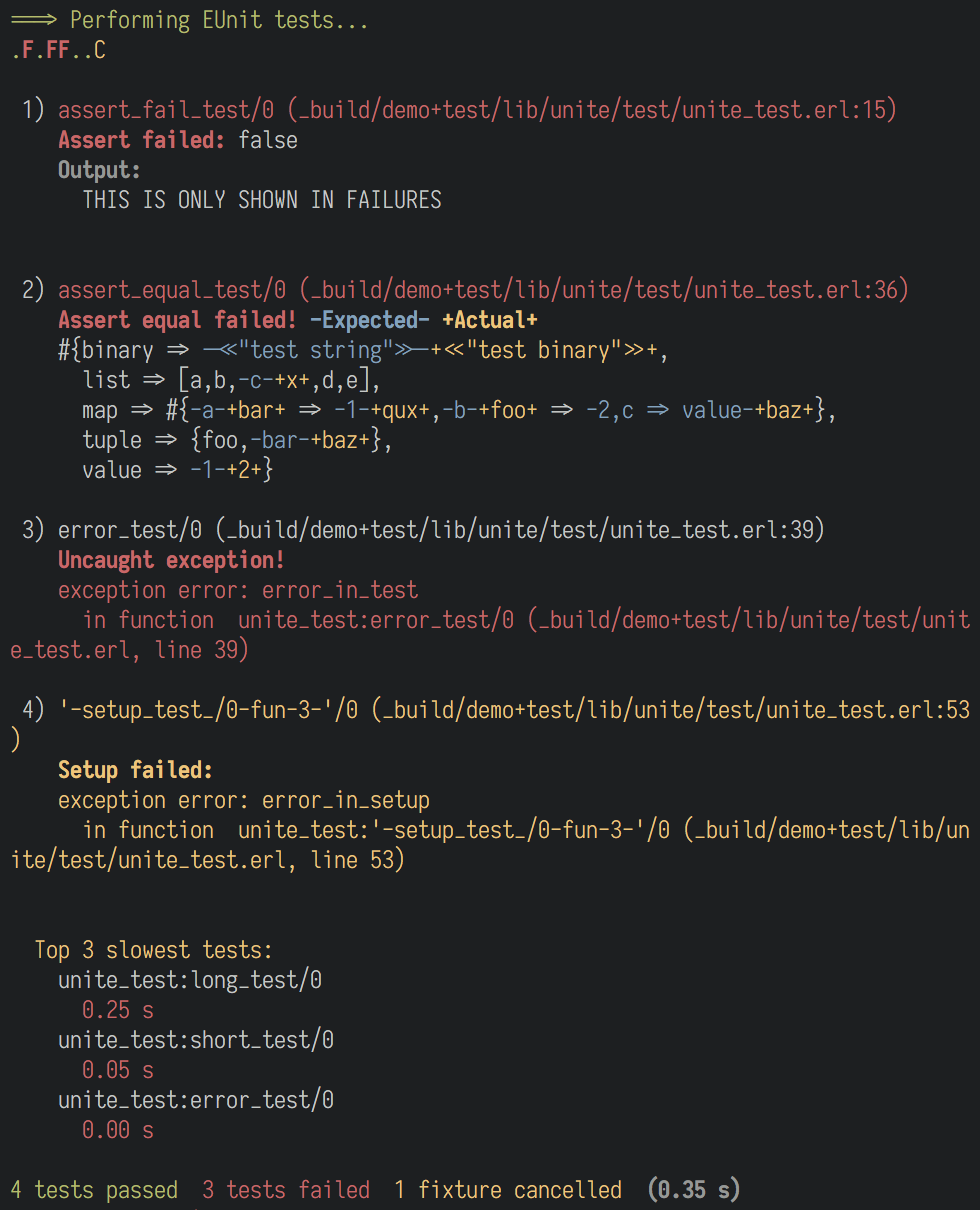 ===> Performing EUnit tests...
.F.FF..C
1) assert_fail_test/0 (_build/demo+test/lib/unite/test/unite_test.erl:15)
Assert failed: false
Output:
THIS IS ONLY SHOWN IN FAILURES
2) assert_equal_test/0 (_build/demo+test/lib/unite/test/unite_test.erl:36)
Assert equal failed! -Expected- +Actual+
#{binary => -<<"test string">>-+<<"test binary">>+,
list => [a,b,-c-+x+,d,e],
map => #{-a-+bar+ => -1-+qux+,-b-+foo+ => -2,c => value-+baz+},
tuple => {foo,-bar-+baz+},
value => -1-+2+}
3) error_test/0 (_build/demo+test/lib/unite/test/unite_test.erl:39)
Uncaught exception!
exception error: error_in_test
in function  unite_test:error_test/0 (_build/demo+test/lib/unite/test/unit
e_test.erl, line 39)
4) '-setup_test_/0-fun-3-'/0 (_build/demo+test/lib/unite/test/unite_test.erl:53
)
Setup failed:
exception error: error_in_setup
in function  unite_test:'-setup_test_/0-fun-3-'/0 (_build/demo+test/lib/un
ite/test/unite_test.erl, line 53)
Top 3 slowest tests:
unite_test:long_test/0
0.25 s
unite_test:short_test/0
0.05 s
unite_test:error_test/0
0.00 s
4 tests passed  3 tests failed  1 fixture cancelled  (0.35 s)